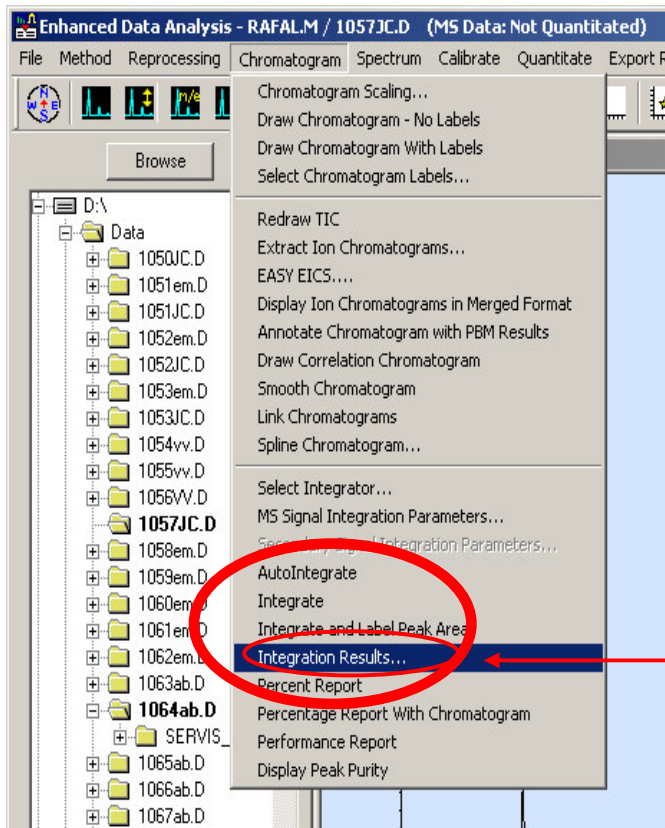 Enhanced Data Analysis - RAFAL.M / 1057JC.D (MS Data: Not Quantitated)
File Method Reprocessing Chromatogram Spectrum Calibrate Quantitate Export R
N
W E
S
m/e
Browse
D:\
Data
1050JC.D
1051em.D
1051JC.D
1052em.D
1052JC.D
1053em.D
1053JC.D
1054vv.D
1055vv.D
1056VV.D
1057JC.D
1058em.D
1059em.D
1060em.D
1061em.D
1062em.D
1063ab.D
1064ab.D
SERVIS_
1065ab.D
1066ab.D
1067ab.D
Chromatogram Scaling...
Draw Chromatogram - No Labels
Draw Chromatogram With Labels
Select Chromatogram Labels...
Redraw TIC
Extract Ion Chromatograms...
EASY EICS....
Display Ion Chromatograms in Merged Format
Annotate Chromatogram with PBM Results
Draw Correlation Chromatogram
Smooth Chromatogram
Link Chromatograms
Spline Chromatogram...
Select Integrator...
MS Signal Integration Parameters...
Secondary Signal Integration Parameters...
AutoIntegrate
Integrate
Integrate and Label Peak Area
Integration Results...
Percent Report
Percentage Report With Chromatogram
Performance Report
Display Peak Purity